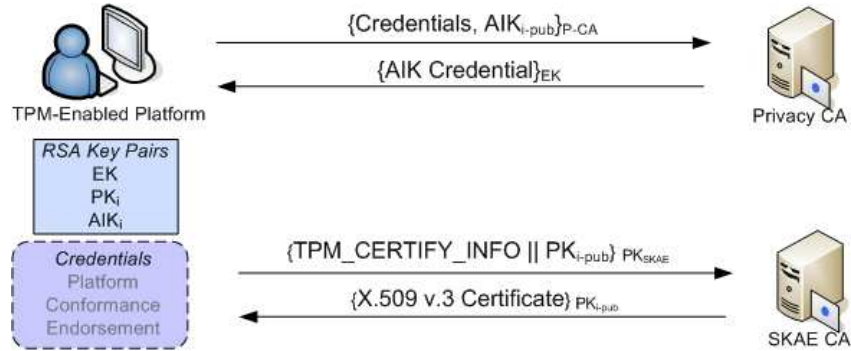 {Credentials, AIKi-pub}P-CA
{AIK Credential}EK
TPM-Enabled Platform
Privacy CA
RSA Key Pairs
EK
PKi
AIKi
{TPM_CERTIFY_INFO || PKi-pub} PKSKAE
Credentials
Platform
Conformance
Endorsement
{X.509 v.3 Certificate} PKi-pub
SKAE CA